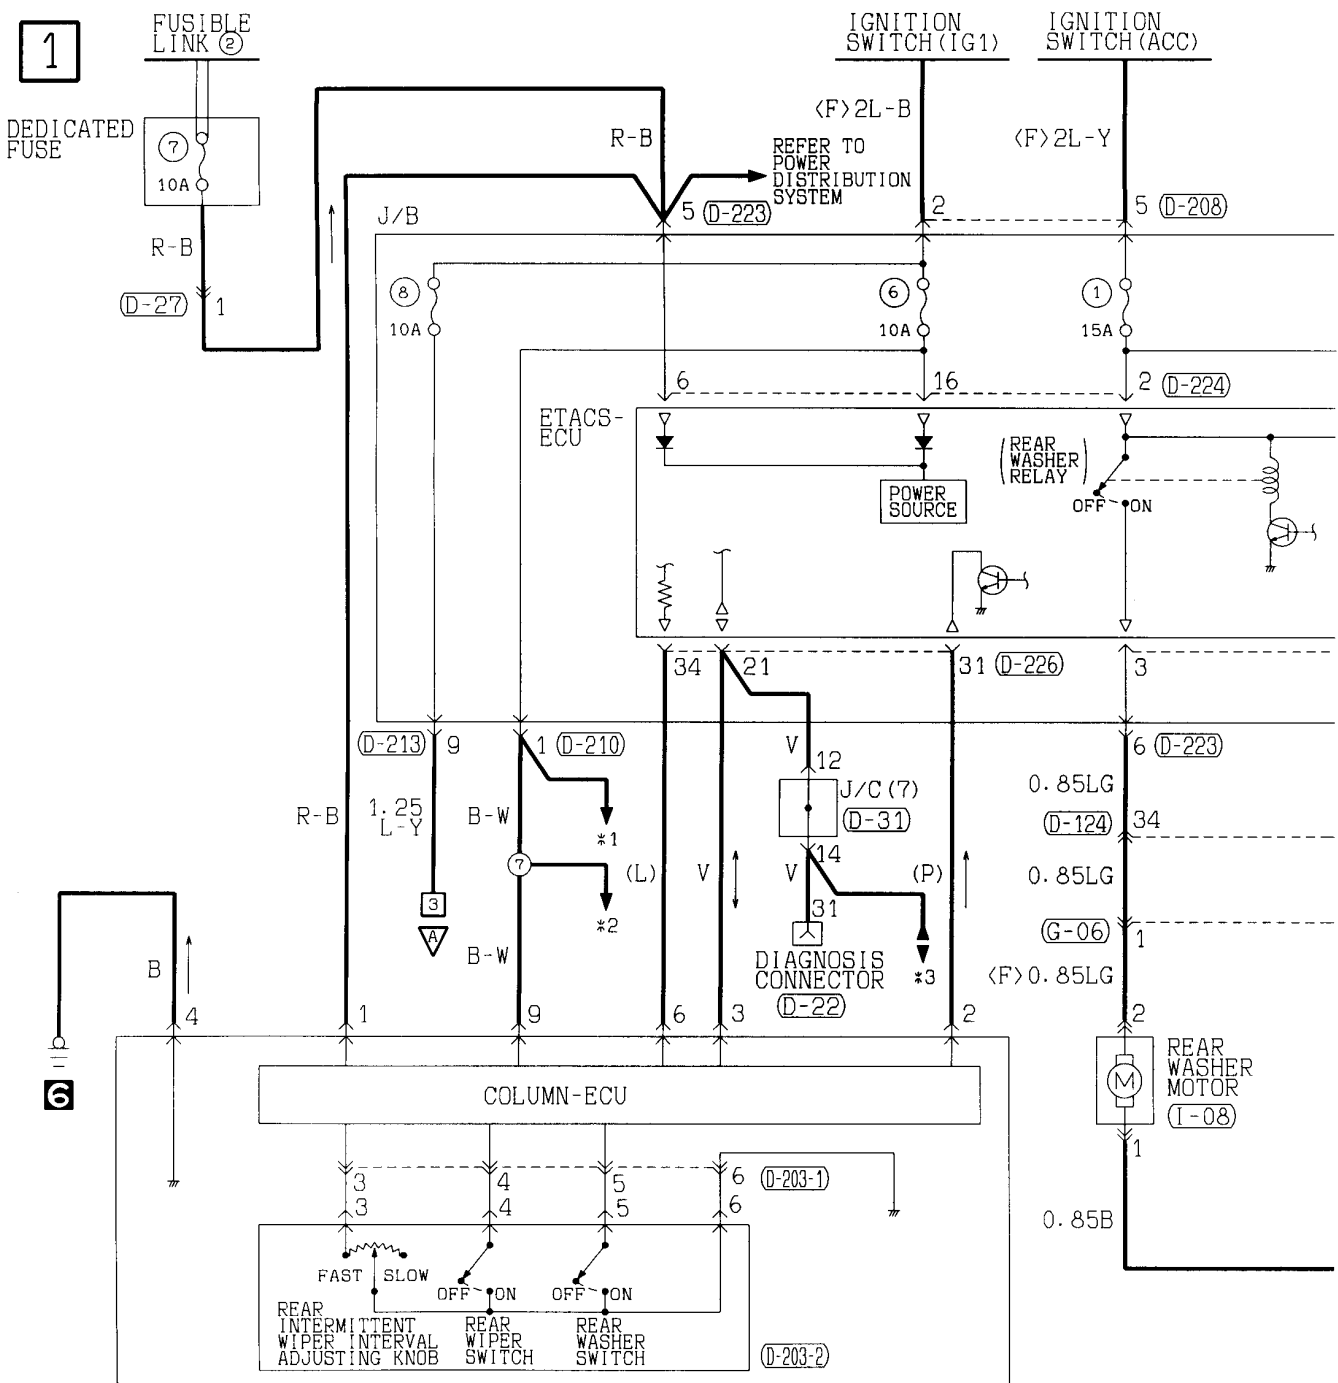 1
FUSIBLE
LINK ②
IGNITION
SWITCH(IG1)
IGNITION
SWITCH(ACC)
DEDICATED
FUSE
7
10A
R-B
<F>2L-B
<F>2L-Y
REFER TO
POWER
DISTRIBUTION
SYSTEM
R-B
J/B
5 (D-223)
2
5 (D-208)
(D-27) 1
8
10A
6
10A
1
15A
6
16
2 (D-224)
ETACS-
ECU
(REAR
WASHER
RELAY)
POWER
SOURCE
OFF ON
34
21
31 (D-226)
3
(D-213) 9
1 (D-210)
V
12
6 (D-223)
J/C(7)
(D-31)
0.85LG
R-B
1.25
L-Y
B-W
*1
(D-124) 34
7
(L)
V
V
14
(P)
0.85LG
3
A
*2
31
(G-06) 1
B
B-W
DIAGNOSIS
CONNECTOR
(D-22)
*3
<F>0.85LG
4
1
9
6
3
2
2
6
COLUMN-ECU
M
REAR
WASHER
MOTOR
(I-08)
1
3
4
5
6 (D-203-1)
3
4
5
6
0.85B
FAST SLOW
OFF ON
OFF ON
REAR
INTERMITTENT
WIPER INTERVAL
ADJUSTING KNOB
REAR
WIPER
SWITCH
REAR
WASHER
SWITCH
(D-203-2)